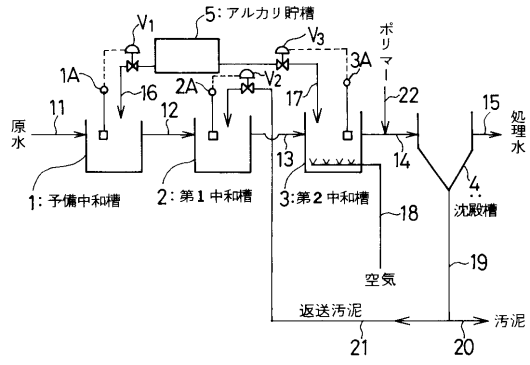 5：アルカリ貯槽
V1
V3
ポリマー
1A
2A
V2
3A
16
17
22
原水
11
12
13
14
15
処理水
1：予備中和槽
2：第1中和槽
3：第2中和槽
4：沈殿槽
18
空気
19
返送汚泥
21
20
汚泥